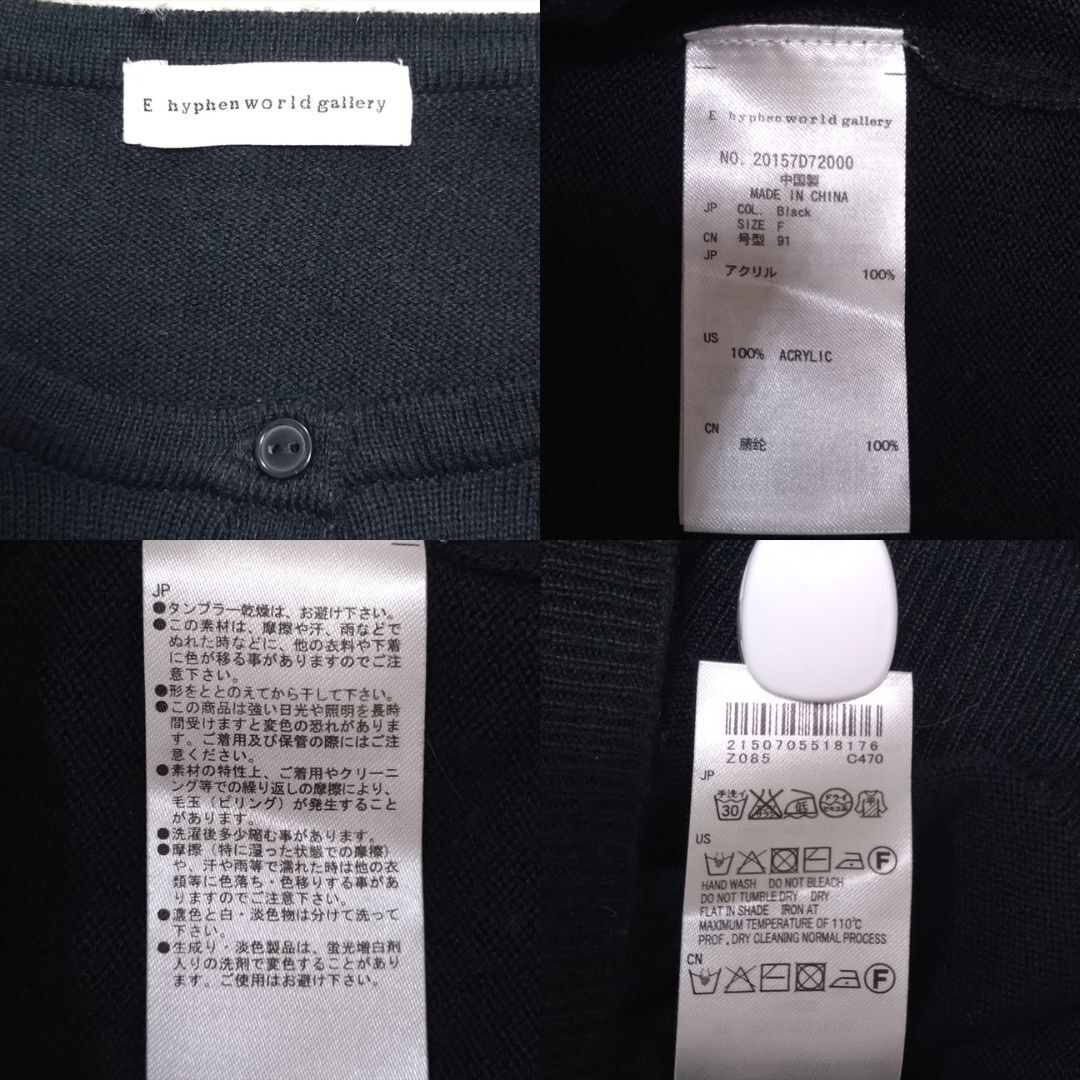 E hyphen world gallery
E hyphen world gallery
NO. 20157D72000
中国製
MADE IN CHINA
JP COL. Black
SIZE F
CN 号型 91
JP
アクリル 100%
US
100% ACRYLIC
CN
腈纶 100%
JP
●タンブラー乾燥は、お避け下さい。
●この素材は、摩擦や汗、雨などで
ぬれた時などに、他の衣料や下着
に色が移る事がありますのでご注
意下さい。
●形をととのえてから干して下さい。
●この商品は強い日光や照明を長時
間受けますと変色の恐れがありま
す。ご着用及び保管の際にはご注
意ください。
●素材の特性上、ご着用やクリーニ
ング等での繰り返しの摩擦により、
毛玉（ピリング）が発生すること
があります。
●洗濯後多少縮む事があります。
●摩擦（特に湿った状態での摩擦）
や、汗や雨等で濡れた時は他の衣
類等に色落ち・色移りする事があ
りますのでご注意下さい。
●濃色と白・淡色物は分けて洗って
下さい。
●生成り・淡色製品は、蛍光増白剤
入りの洗剤で変色することがあり
ます。ご使用はお避け下さい。
2150705518176
Z085 C470
JP
手洗イ 30 低 ドライ
US
F
HAND WASH DO NOT BLEACH
DO NOT TUMBLE DRY DRY
FLAT IN SHADE IRON AT
MAXIMUM TEMPERATURE OF 110℃
PROF. DRY CLEANING NORMAL PROCESS
CN
F